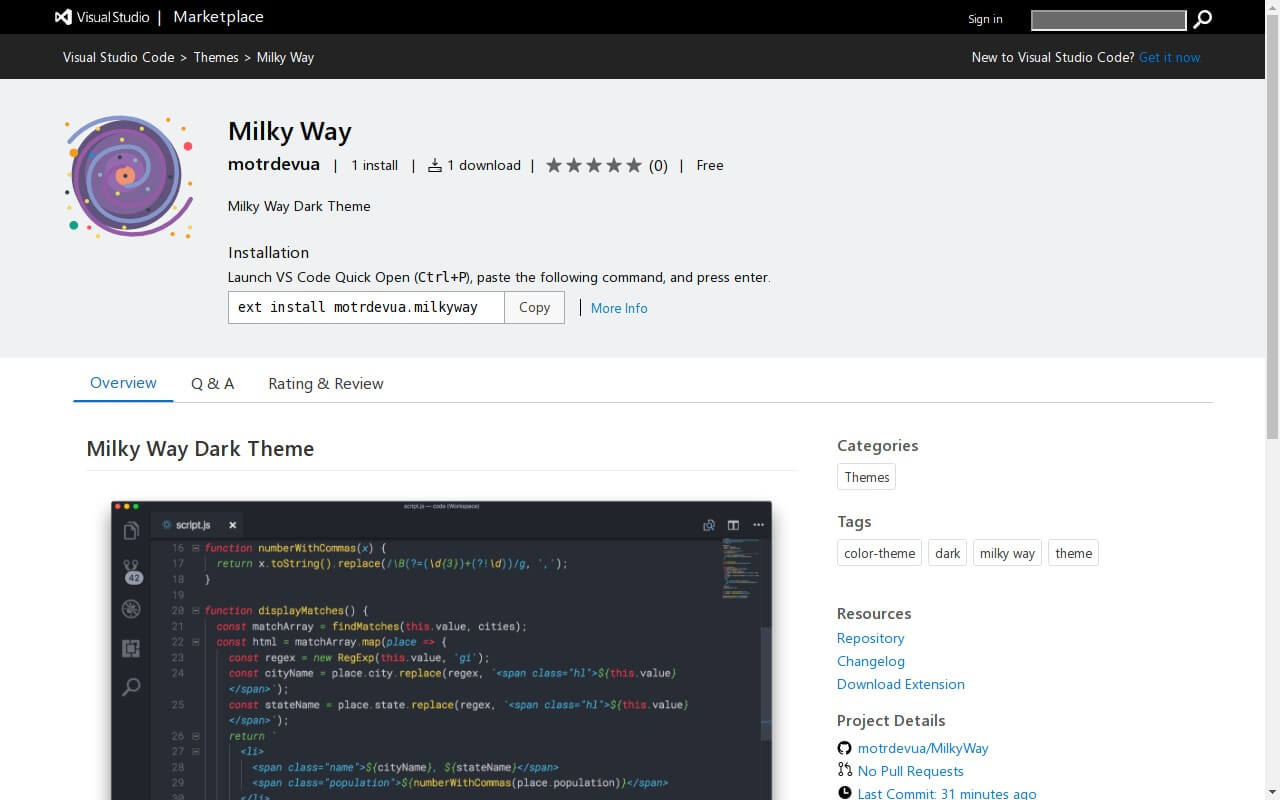 Visual Studio | Marketplace
Sign in
Visual Studio Code > Themes > Milky Way
New to Visual Studio Code? Get it now.
Milky Way
motrdevua | 1 install | 1 download | (0) | Free
Milky Way Dark Theme
Installation
Launch VS Code Quick Open (Ctrl+P), paste the following command, and press enter.
ext install motrdevua.milkyway
Copy
More Info
Overview
Q & A
Rating & Review
Milky Way Dark Theme
script.js — code (Workspace)
script.js
42
16 function numberWithCommas(x) {
17 return x.toString().replace(/\B(?=(\d{3})+(?!\d))/g, ',');
18 }
19
20 function displayMatches() {
21 const matchArray = findMatches(this.value, cities);
22 const html = matchArray.map(place => {
23 const regex = new RegExp(this.value, 'gi');
24 const cityName = place.city.replace(regex, `<span class="hl">${this.value}
</span>`);
25 const stateName = place.state.replace(regex, `<span class="hl">${this.value}
</span>`);
26 return `
27 <li>
28 <span class="name">${cityName}, ${stateName}</span>
29 <span class="population">${numberWithCommas(place.population)}</span>
30 </li>
Categories
Themes
Tags
color-theme
dark
milky way
theme
Resources
Repository
Changelog
Download Extension
Project Details
motrdevua/MilkyWay
No Pull Requests
Last Commit: 31 minutes ago